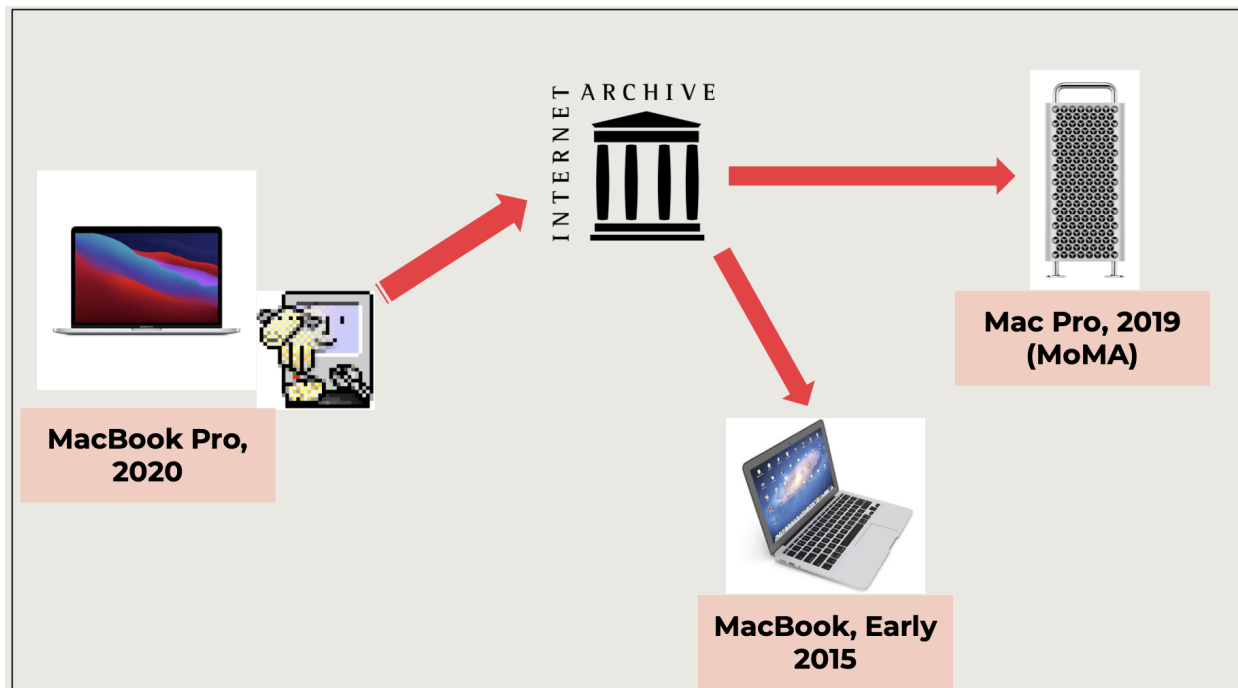 INTERNET
ARCHIVE
Mac Pro, 2019
(MoMA)
MacBook Pro,
2020
MacBook, Early
2015